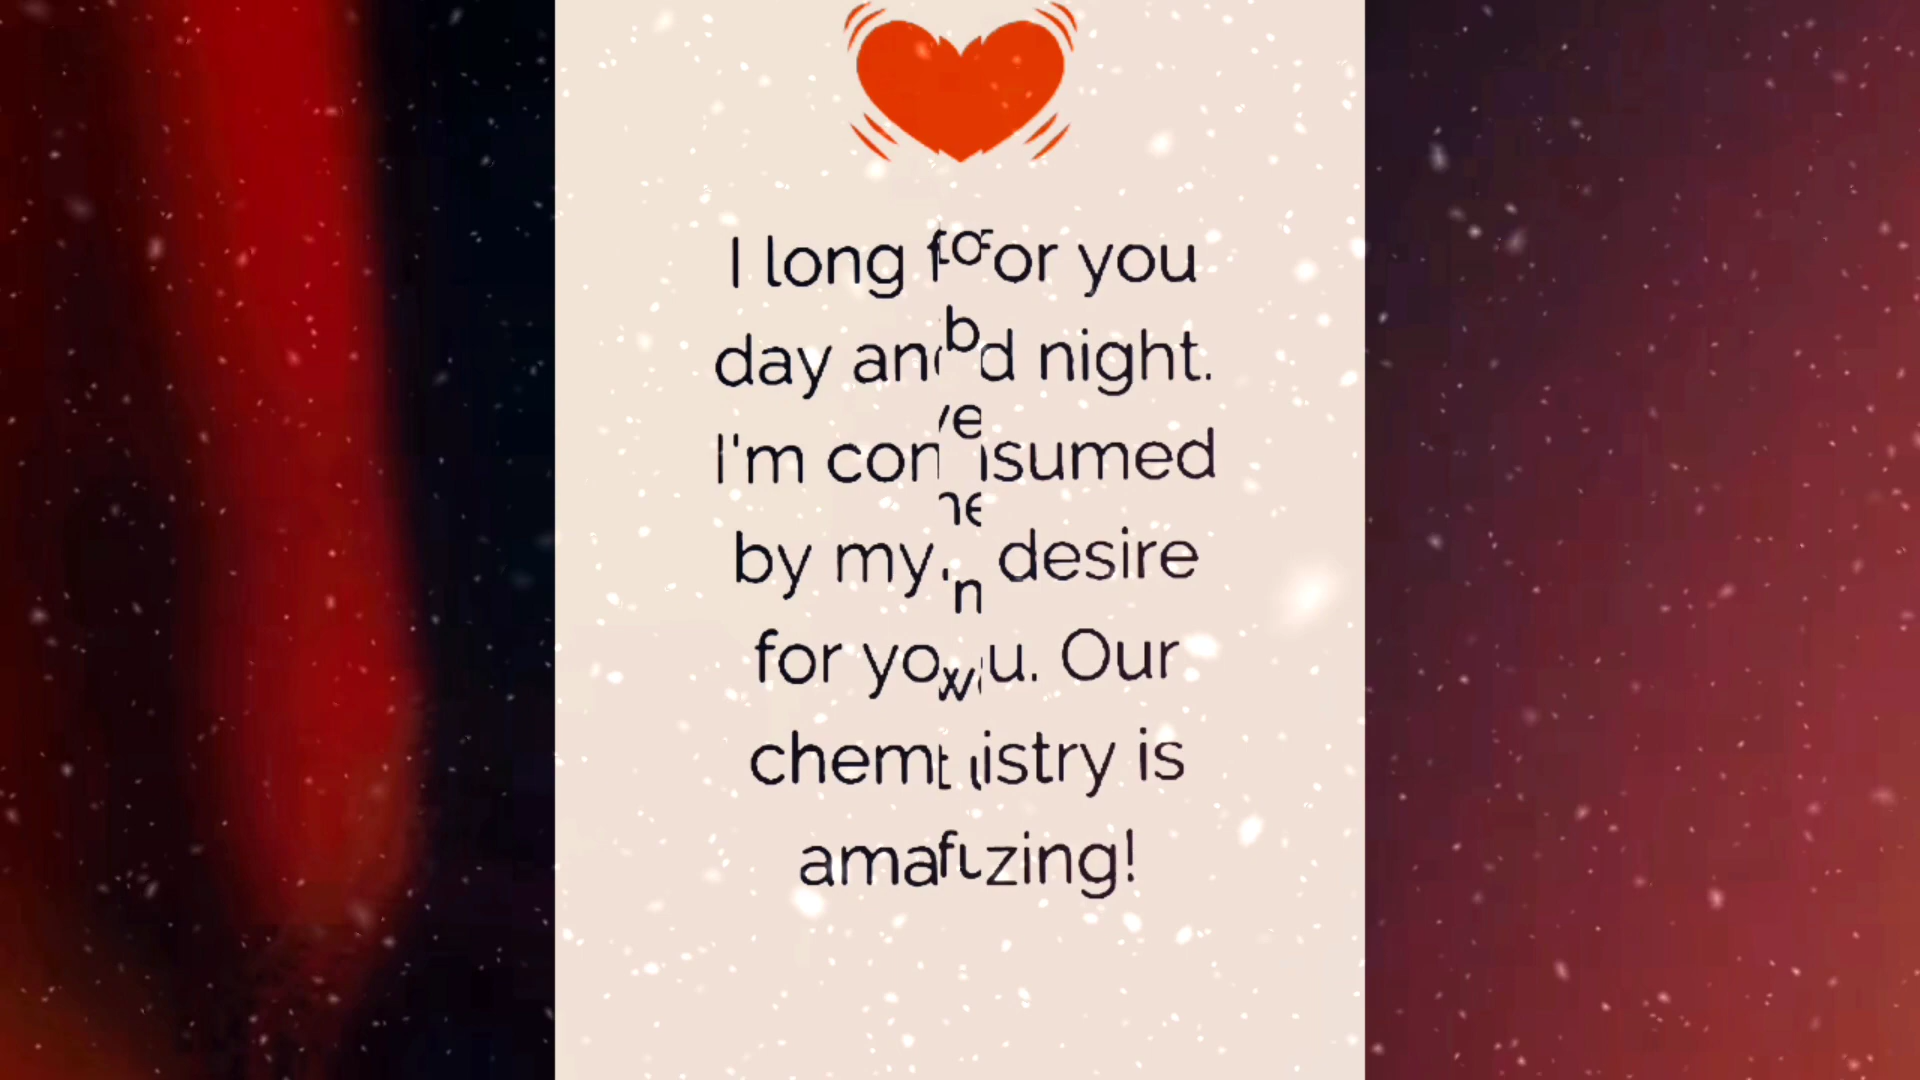 I long for you
day and night.
I'm consumed
by my desire
for you. Our
chemistry is
amazing!